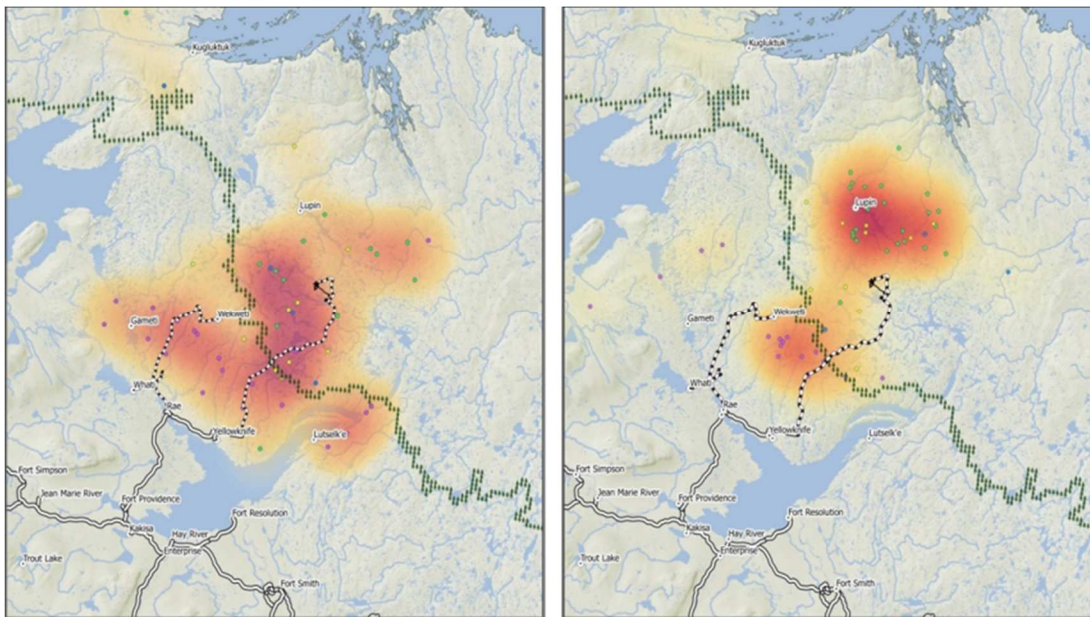 Kugluktuk
Lupin
Wekweti
Gameti
Whati
Rae
Yellowknife
Lutselk'e
Fort Simpson
Jean Marie River
Fort Providence
Fort Resolution
Hay River
Kakisa
Enterprise
Trout Lake
Fort Smith
Kugluktuk
Lupin
Wekweti
Gameti
Whati
Rae
Yellowknife
Lutselk'e
Fort Simpson
Jean Marie River
Fort Providence
Fort Resolution
Hay River
Kakisa
Enterprise
Trout Lake
Fort Smith